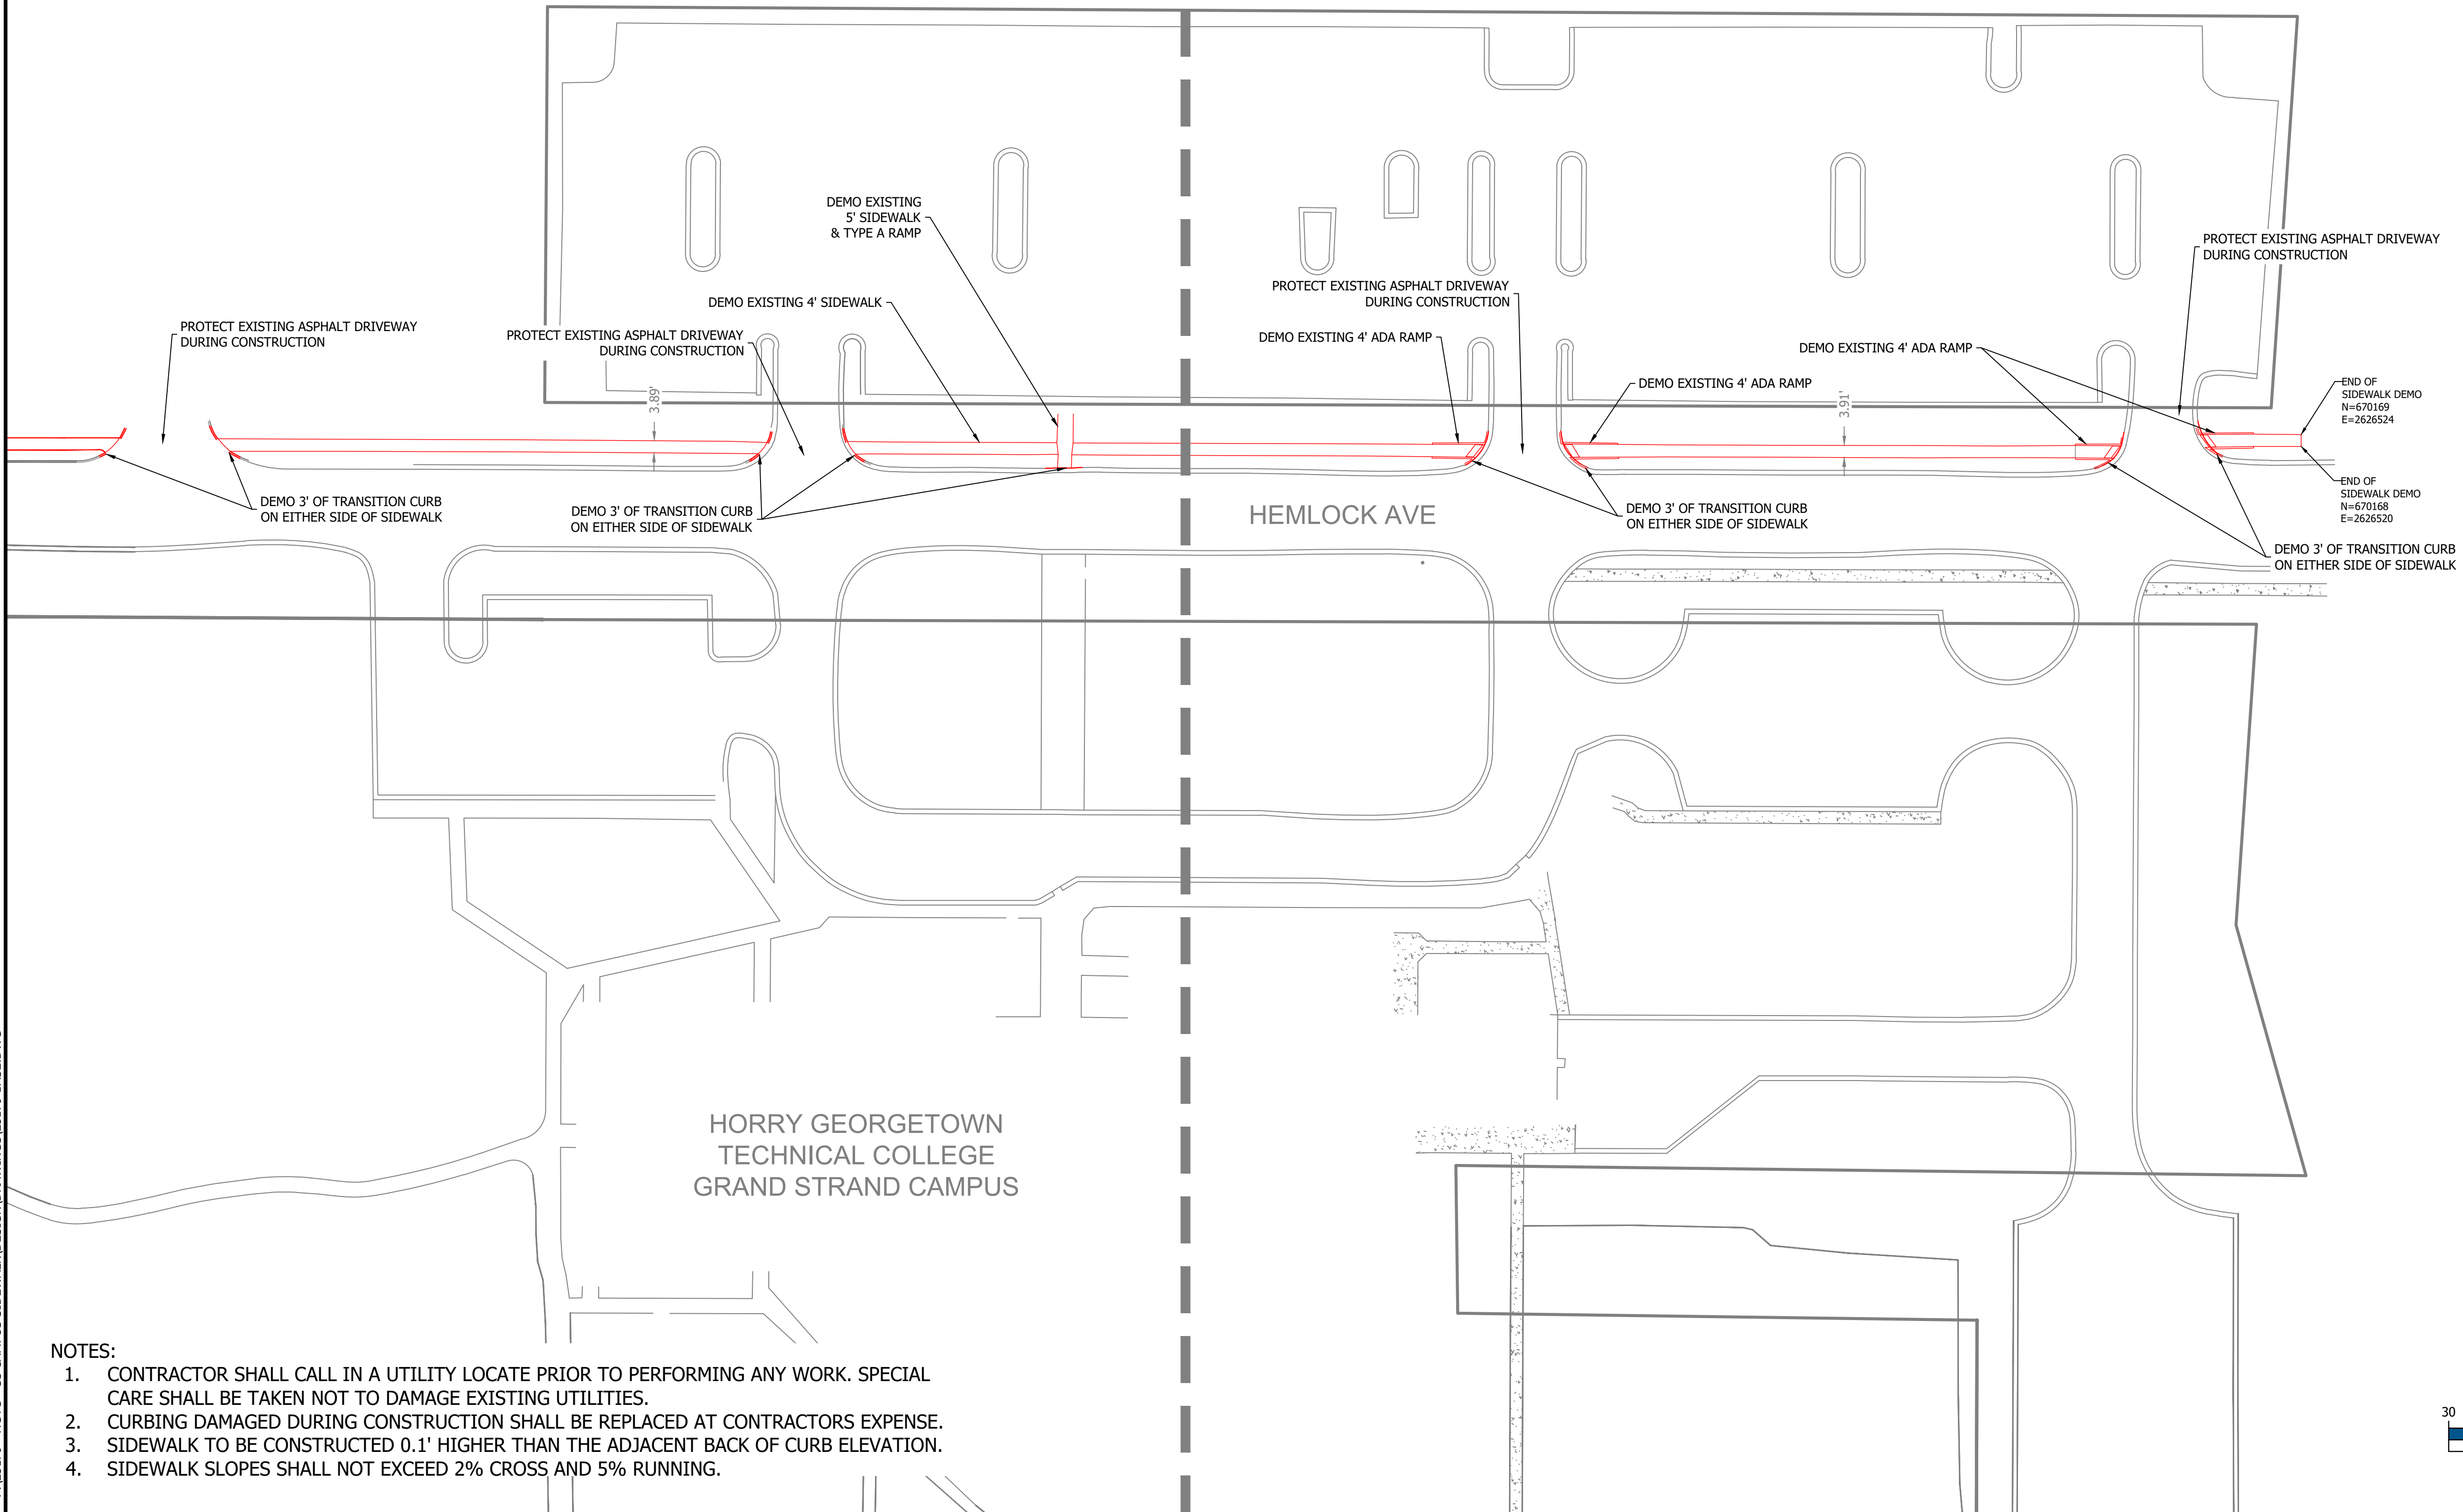 DEMO EXISTING
5' SIDEWALK
& TYPE A RAMP
DEMO EXISTING 4' SIDEWALK
PROTECT EXISTING ASPHALT DRIVEWAY
DURING CONSTRUCTION
PROTECT EXISTING ASPHALT DRIVEWAY
DURING CONSTRUCTION
3.89'
PROTECT EXISTING ASPHALT DRIVEWAY
DURING CONSTRUCTION
DEMO EXISTING 4' ADA RAMP
DEMO EXISTING 4' ADA RAMP
DEMO EXISTING 4' ADA RAMP
3.91'
PROTECT EXISTING ASPHALT DRIVEWAY
DURING CONSTRUCTION
END OF
SIDEWALK DEMO
N=670169
E=2626524
END OF
SIDEWALK DEMO
N=670168
E=2626520
DEMO 3' OF TRANSITION CURB
ON EITHER SIDE OF SIDEWALK
DEMO 3' OF TRANSITION CURB
ON EITHER SIDE OF SIDEWALK
HEMLOCK AVE
DEMO 3' OF TRANSITION CURB
ON EITHER SIDE OF SIDEWALK
DEMO 3' OF TRANSITION CURB
ON EITHER SIDE OF SIDEWALK
HORRY GEORGETOWN
TECHNICAL COLLEGE
GRAND STRAND CAMPUS
NOTES:
1. CONTRACTOR SHALL CALL IN A UTILITY LOCATE PRIOR TO PERFORMING ANY WORK. SPECIAL
CARE SHALL BE TAKEN NOT TO DAMAGE EXISTING UTILITIES.
2. CURBING DAMAGED DURING CONSTRUCTION SHALL BE REPLACED AT CONTRACTORS EXPENSE.
3. SIDEWALK TO BE CONSTRUCTED 0.1' HIGHER THAN THE ADJACENT BACK OF CURB ELEVATION.
4. SIDEWALK SLOPES SHALL NOT EXCEED 2% CROSS AND 5% RUNNING.
30